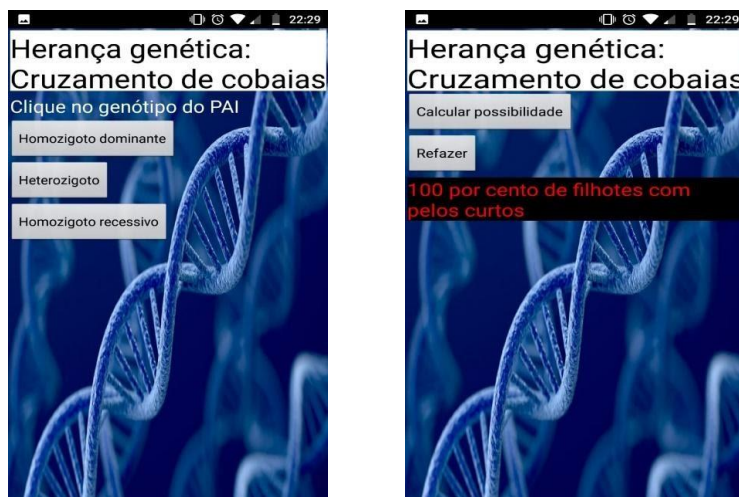 22:29
Herança genética:
Cruzamento de cobaias
Clique no genótipo do PAI
Homozigoto dominante
Heterozigoto
Homozigoto recessivo
22:29
Herança genética:
Cruzamento de cobaias
Calcular possibilidade
Refazer
100 por cento de filhotes com
pelos curtos